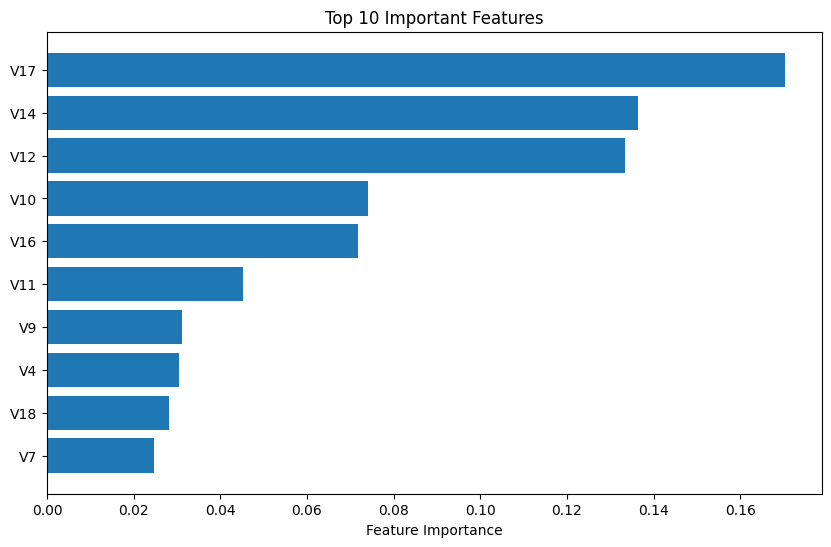 Top 10 Important Features
V17
V14
V12
V10
V16
V11
V9
V4
V18
V7
0.00 0.02 0.04 0.06 0.08 0.10 0.12 0.14 0.16
Feature Importance